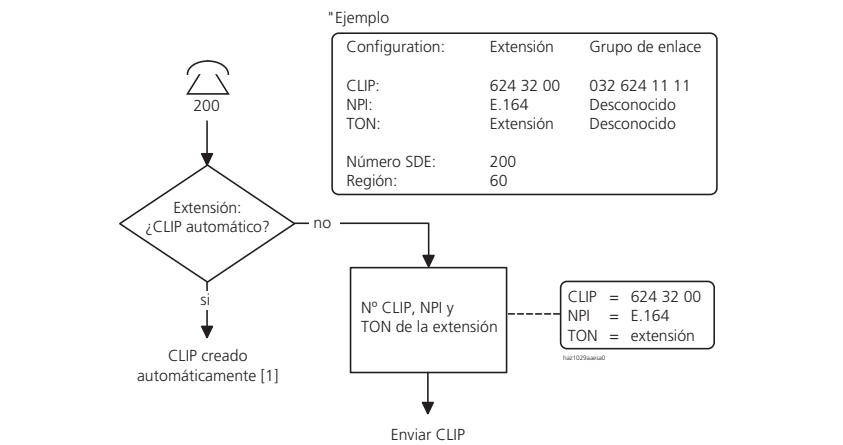 "Ejemplo
Configuration: Extensión Grupo de enlace
CLIP: 624 32 00 032 624 11 11
NPI: E.164 Desconocido
TON: Extensión Desconocido
Número SDE: 200
Región: 60
200
Extensión:
¿CLIP automático?
no
si
CLIP creado
automáticamente [1]
Nº CLIP, NPI y
TON de la extensión
CLIP = 624 32 00
NPI = E.164
TON = extensión
haz1029aaesa0
Enviar CLIP